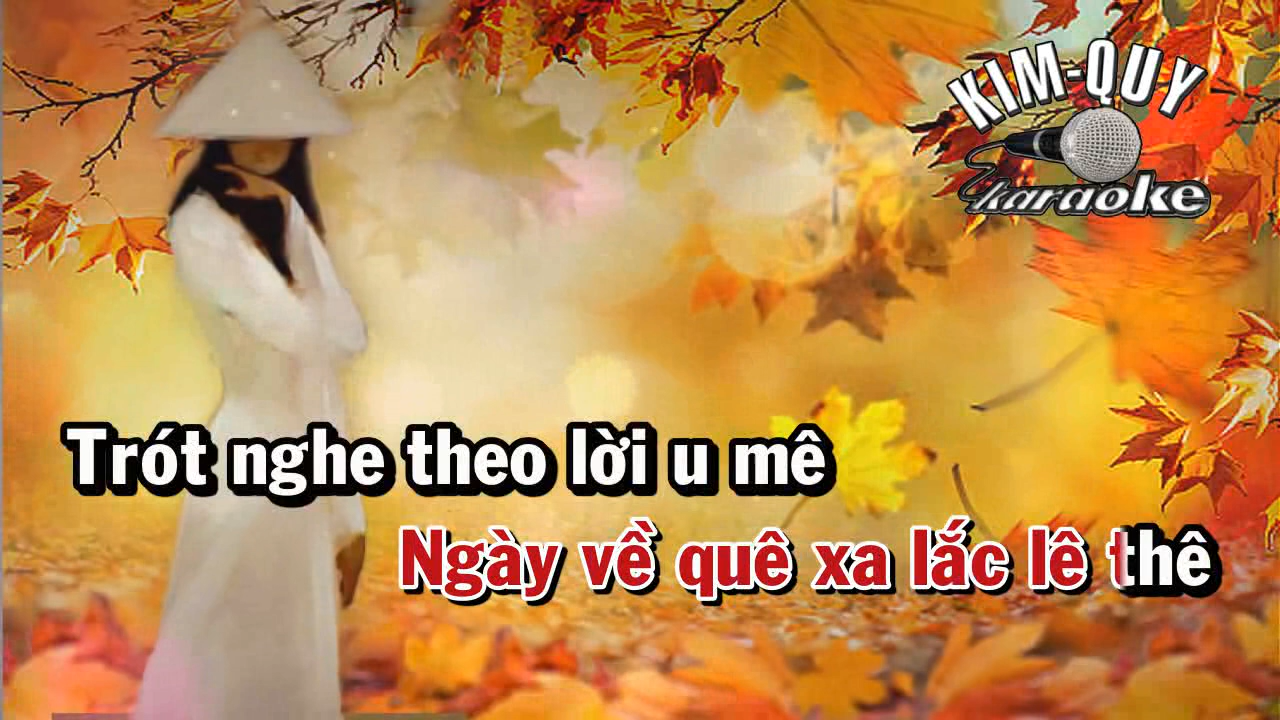 KIM-QUY
karaoke
Trót nghe theo lời u mê
Ngày về quê xa lắc lê thê